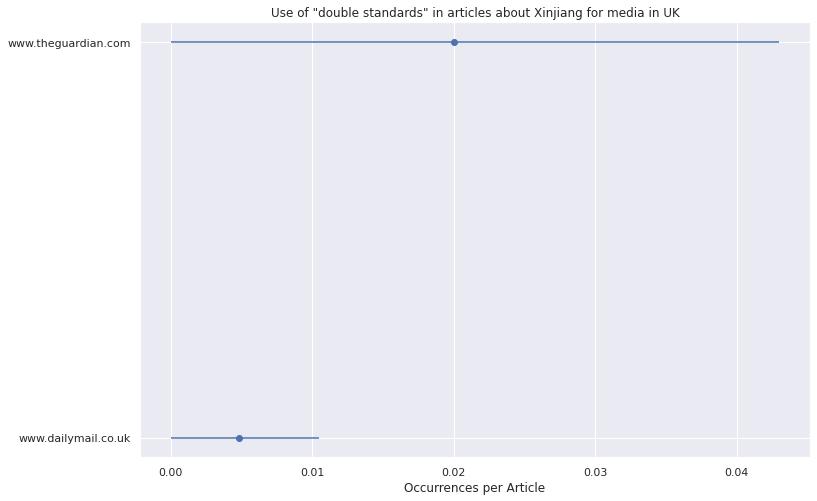 Use of "double standards" in articles about Xinjiang for media in UK
www.theguardian.com
www.dailymail.co.uk
0.00 0.01 0.02 0.03 0.04
Occurrences per Article